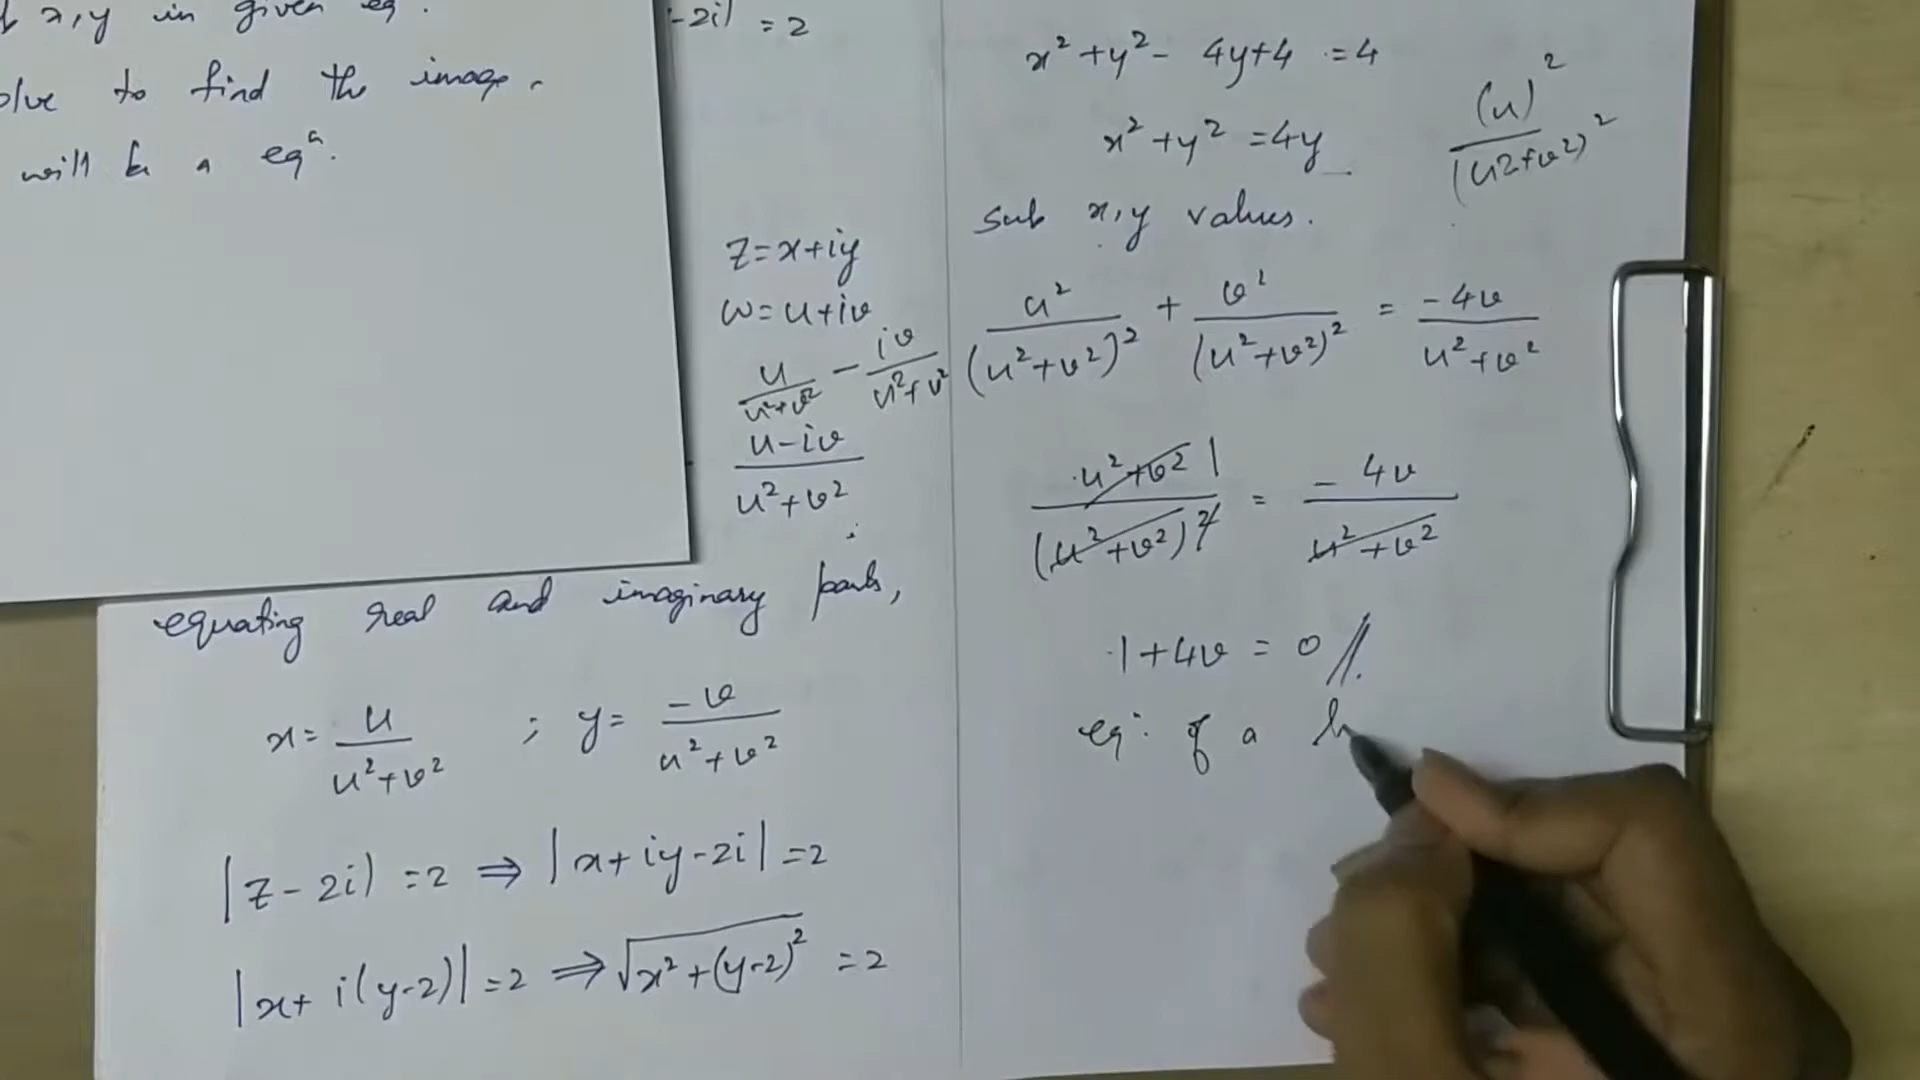 x,y in given eq.
olve to find the image.
will be a eqⁿ.
-2i| =2
z=x+iy
w=u+iv
u/(u²+v²) - iv/(u²+v²)
(u-iv)/(u²+v²)
equating real and imaginary parts,
x= u/(u²+v²) ; y= -v/(u²+v²)
|z-2i| =2 ⇒ |x+iy-2i| =2
|x+i(y-2)| =2 ⇒ √(x²+(y-2)²) =2
x²+y²-4y+4 =4
x²+y²=4y
(u)²/(u2+v²)²
Sub x,y values.
u²/(u²+v²)² + v²/(u²+v²)² = -4v/(u²+v²)
(u²+v²) 1/(u²+v²)² = -4v/(u²+v²)
1+4v=0//.
eq: of a